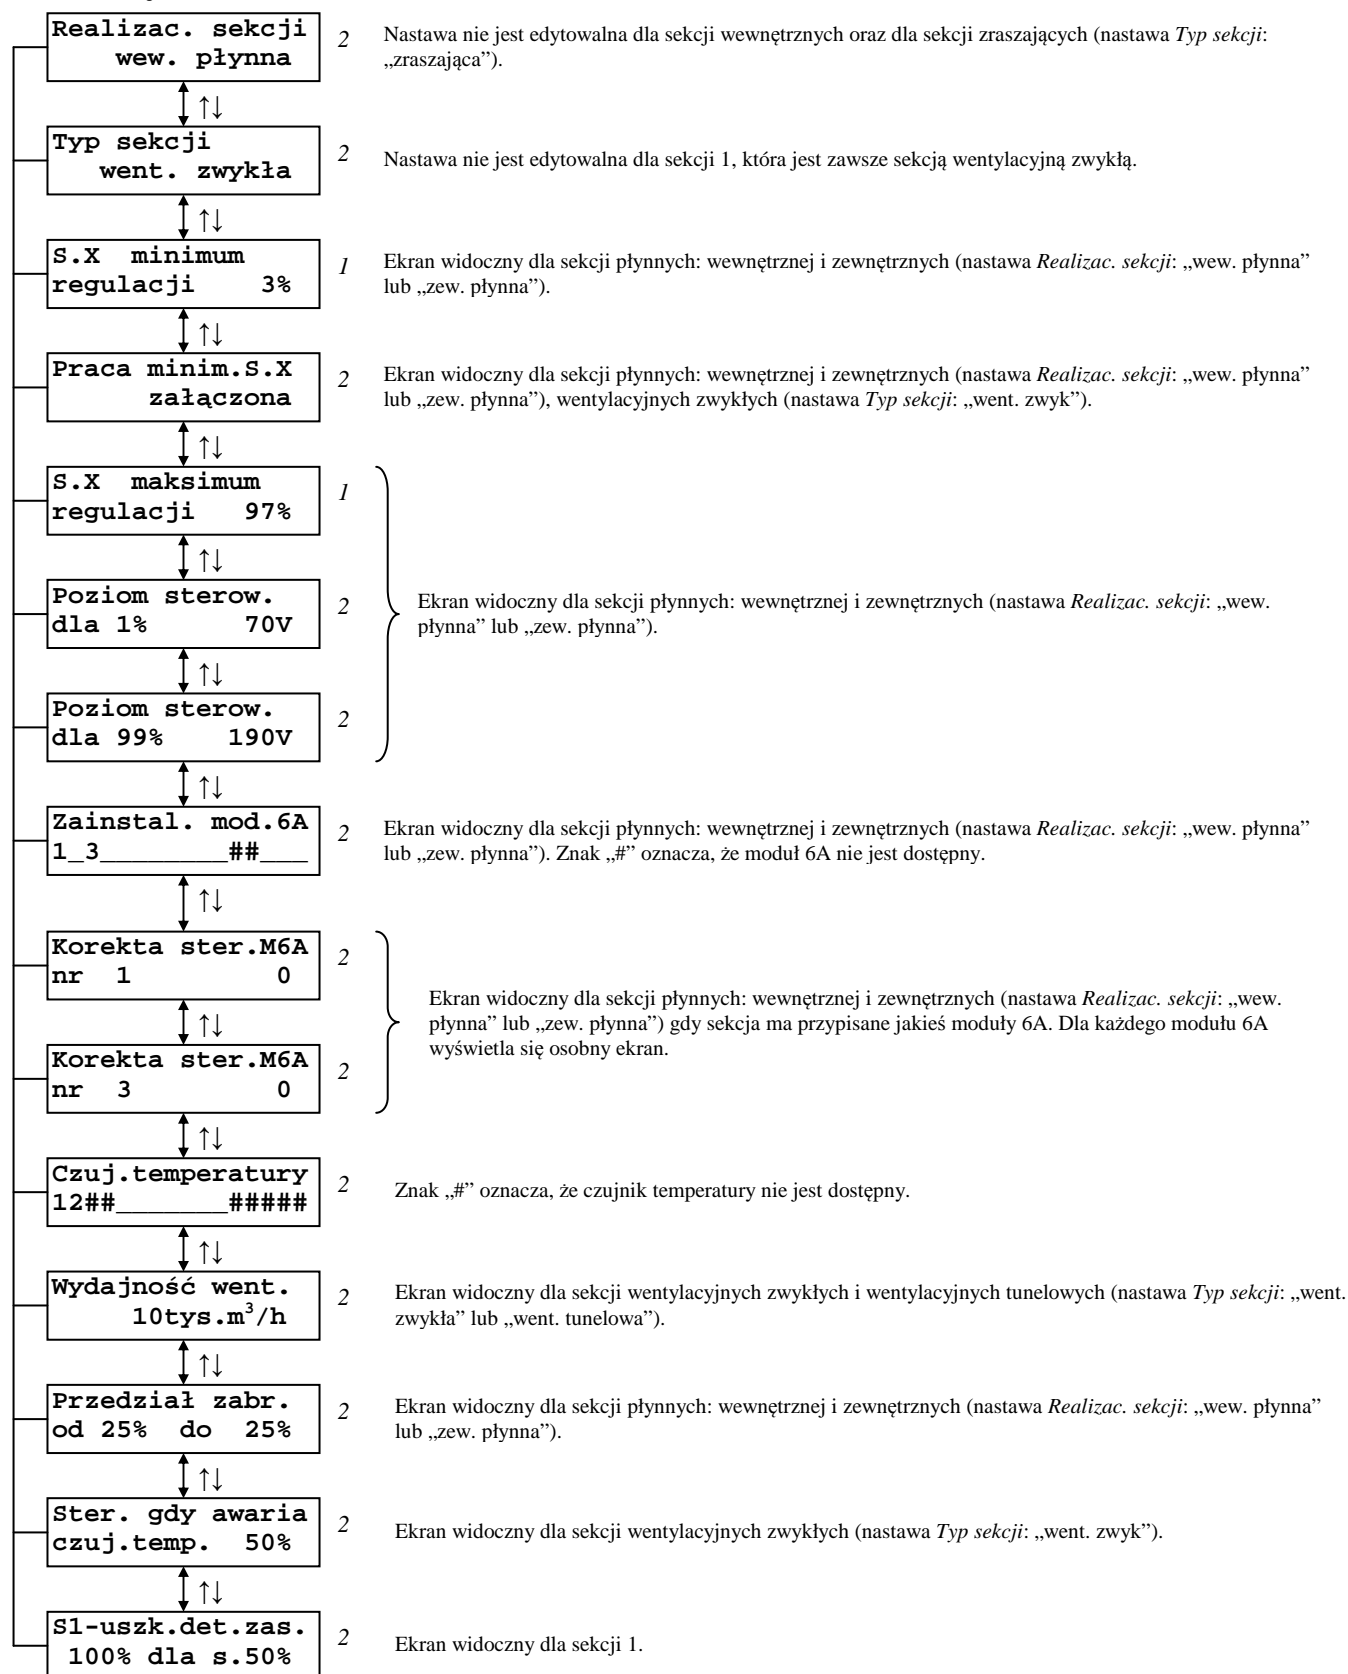 Realizac. sekcji
wew. płynna
2
Nastawa nie jest edytowalna dla sekcji wewnętrznych oraz dla sekcji zraszających (nastawa Typ sekcji:
„zraszająca”).
↑↓
Typ sekcji
went. zwykła
2
Nastawa nie jest edytowalna dla sekcji 1, która jest zawsze sekcją wentylacyjną zwykłą.
↑↓
S.X minimum
regulacji 3%
1
Ekran widoczny dla sekcji płynnych: wewnętrznej i zewnętrznych (nastawa Realizac. sekcji: „wew. płynna”
lub „zew. płynna”).
↑↓
Praca minim.S.X
załączona
2
Ekran widoczny dla sekcji płynnych: wewnętrznej i zewnętrznych (nastawa Realizac. sekcji: „wew. płynna”
lub „zew. płynna”), wentylacyjnych zwykłych (nastawa Typ sekcji: „went. zwyk”).
↑↓
S.X maksimum
regulacji 97%
1
↑↓
Poziom sterow.
dla 1% 70V
2
Ekran widoczny dla sekcji płynnych: wewnętrznej i zewnętrznych (nastawa Realizac. sekcji: „wew.
płynna” lub „zew. płynna”).
↑↓
Poziom sterow.
dla 99% 190V
2
↑↓
Zainstal. mod.6A
1_3________##___
2
Ekran widoczny dla sekcji płynnych: wewnętrznej i zewnętrznych (nastawa Realizac. sekcji: „wew. płynna”
lub „zew. płynna”). Znak „#” oznacza, że moduł 6A nie jest dostępny.
↑↓
Korekta ster.M6A
nr 1 0
2
Ekran widoczny dla sekcji płynnych: wewnętrznej i zewnętrznych (nastawa Realizac. sekcji: „wew.
płynna” lub „zew. płynna”) gdy sekcja ma przypisane jakieś moduły 6A. Dla każdego modułu 6A
wyświetla się osobny ekran.
↑↓
Korekta ster.M6A
nr 3 0
2
↑↓
Czuj.temperatury
12##_______#####
2
Znak „#” oznacza, że czujnik temperatury nie jest dostępny.
↑↓
Wydajność went.
10tys.m³/h
2
Ekran widoczny dla sekcji wentylacyjnych zwykłych i wentylacyjnych tunelowych (nastawa Typ sekcji: „went.
zwykła” lub „went. tunelowa”).
↑↓
Przedział zabr.
od 25% do 25%
2
Ekran widoczny dla sekcji płynnych: wewnętrznej i zewnętrznych (nastawa Realizac. sekcji: „wew. płynna”
lub „zew. płynna”).
↑↓
Ster. gdy awaria
czuj.temp. 50%
2
Ekran widoczny dla sekcji wentylacyjnych zwykłych (nastawa Typ sekcji: „went. zwyk”).
↑↓
S1-uszk.det.zas.
100% dla s.50%
2
Ekran widoczny dla sekcji 1.